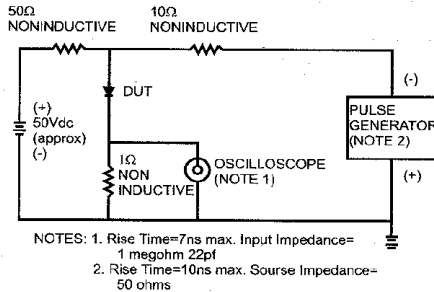 50Ω
NONINDUCTIVE
10Ω
NONINDUCTIVE
DUT
(+)
50Vdc
(approx)
(-)
1Ω
NON
INDUCTIVE
OSCILLOSCOPE
(NOTE 1)
(-)
PULSE
GENERATOR
(NOTE 2)
(+)
NOTES: 1. Rise Time=7ns max. Input Impedance=
1 megohm 22pf
2. Rise Time=10ns max. Sourse Impedance=
50 ohms